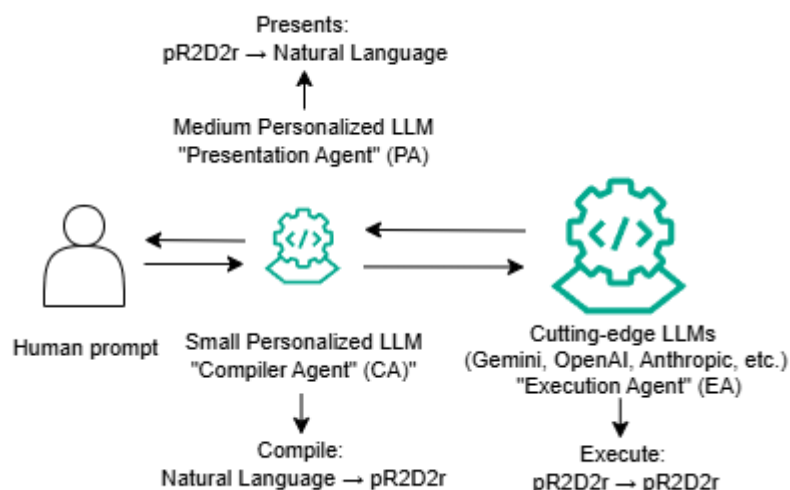 Presents:
pR2D2r → Natural Language
Medium Personalized LLM
"Presentation Agent" (PA)
</>
</>
Human prompt
Small Personalized LLM
"Compiler Agent" (CA)"
Cutting-edge LLMs
(Gemini, OpenAI, Anthropic, etc.)
"Execution Agent" (EA)
Compile:
Natural Language → pR2D2r
Execute:
pR2D2r → pR2D2r